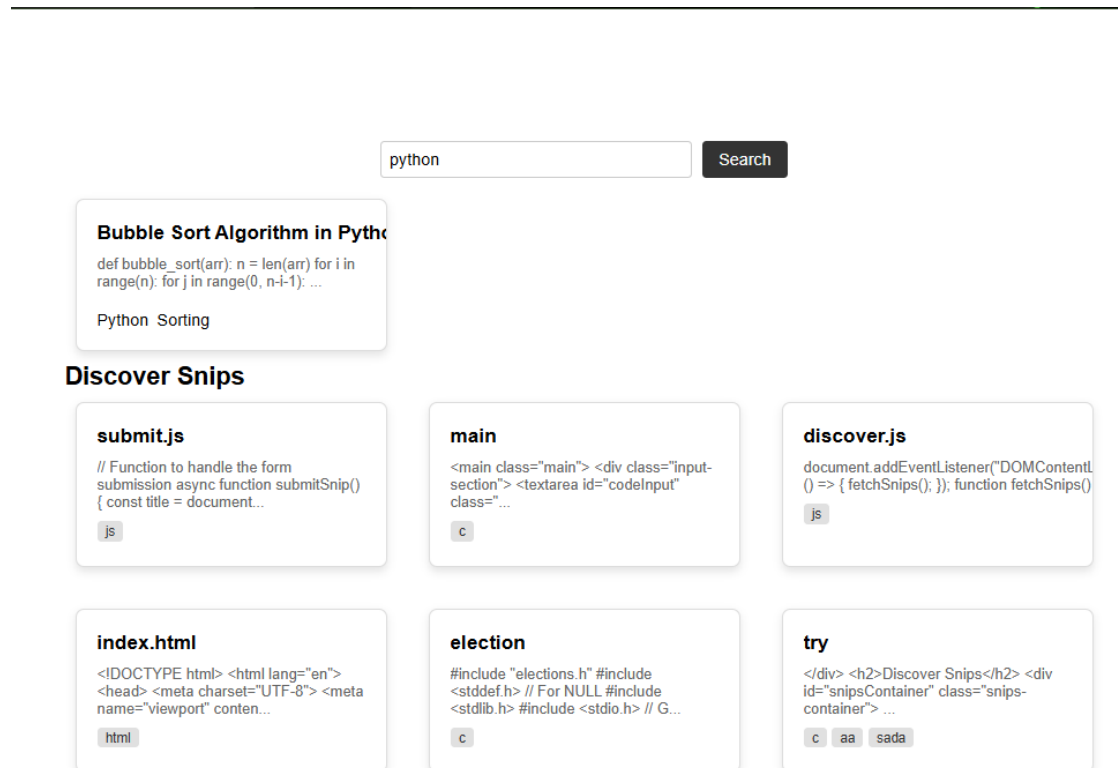 python
Search
Bubble Sort Algorithm in Pytho
def bubble_sort(arr): n = len(arr) for i in
range(n): for j in range(0, n-i-1): ...
Python Sorting
Discover Snips
submit.js
// Function to handle the form
submission async function submitSnip()
{ const title = document...
js
main
<main class="main"> <div class="input-
section"> <textarea id="codeInput"
class="...
c
discover.js
document.addEventListener("DOMContentL
() => { fetchSnips(); }); function fetchSnips()
js
index.html
<!DOCTYPE html> <html lang="en">
<head> <meta charset="UTF-8"> <meta
name="viewport" conten...
html
election
#include "elections.h" #include
<stddef.h> // For NULL #include
<stdlib.h> #include <stdio.h> // G...
c
try
</div> <h2>Discover Snips</h2> <div
id="snipsContainer" class="snips-
container"> ...
c aa sada